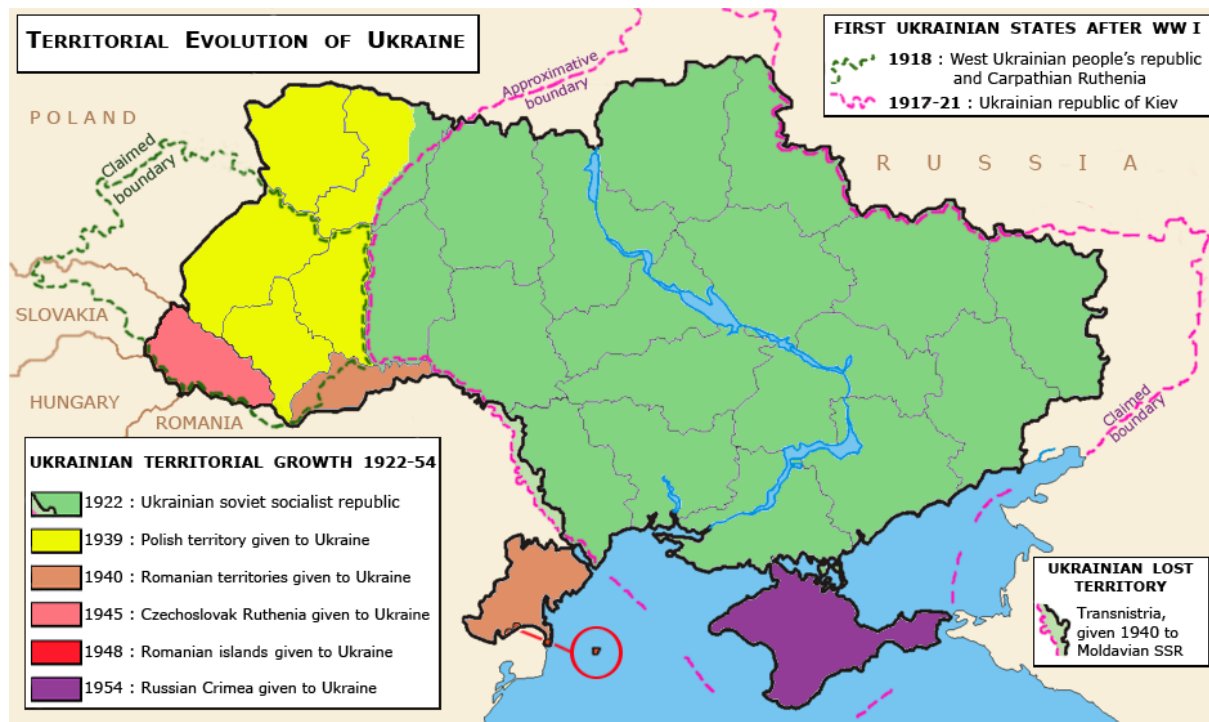 TERRITORIAL EVOLUTION OF UKRAINE
FIRST UKRAINIAN STATES AFTER WW I
1918 : West Ukrainian people's republic
and Carpathian Ruthenia
1917-21 : Ukrainian republic of Kiev
Approximative
boundary
POLAND
Claimed
boundary
RUSSIA
SLOVAKIA
HUNGARY
ROMANIA
Claimed
boundary
UKRAINIAN TERRITORIAL GROWTH 1922-54
1922 : Ukrainian soviet socialist republic
1939 : Polish territory given to Ukraine
1940 : Romanian territories given to Ukraine
1945 : Czechoslovak Ruthenia given to Ukraine
1948 : Romanian islands given to Ukraine
1954 : Russian Crimea given to Ukraine
UKRAINIAN LOST
TERRITORY
Transnistria,
given 1940 to
Moldavian SSR